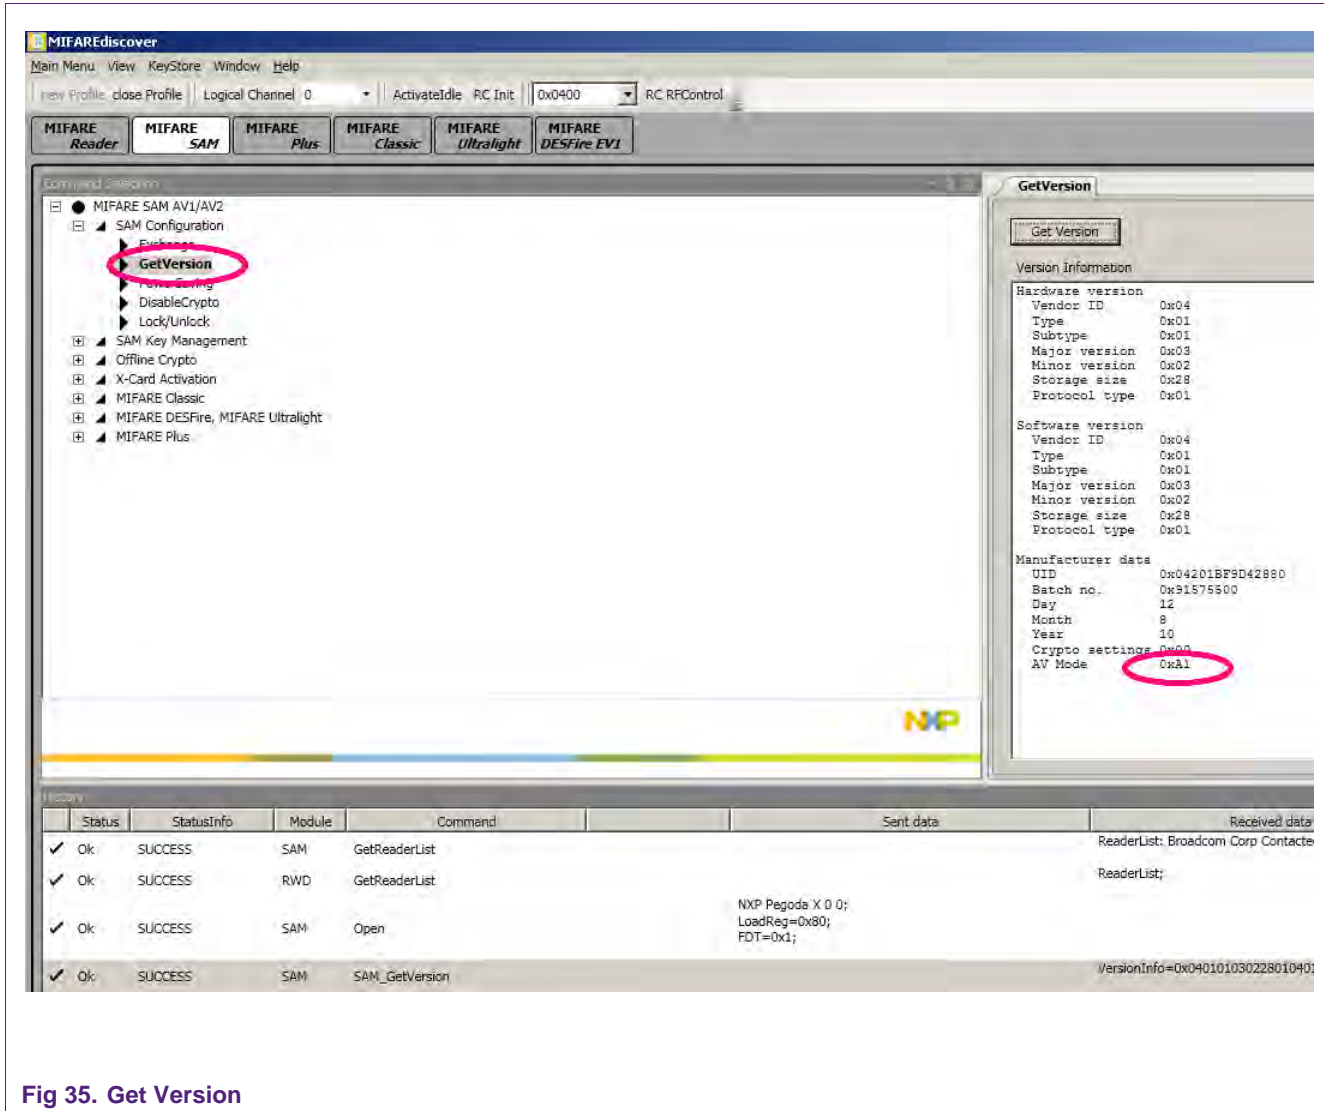 MIFAREdiscover
Main Menu View KeyStore Window Help
new Profile close Profile Logical Channel 0 ActivateIdle RC Init 0x0400 RC RFControl
MIFARE Reader MIFARE SAM MIFARE Plus MIFARE Classic MIFARE Ultralight MIFARE DESFire EV1
Command Selection
MIFARE SAM AV1/AV2
SAM Configuration
Exchange
GetVersion
DisableCrypto
Lock/Unlock
SAM Key Management
Offline Crypto
X-Card Activation
MIFARE Classic
MIFARE DESFire, MIFARE Ultralight
MIFARE Plus
NXP
GetVersion
Get Version
Version Information
Hardware version
Vendor ID 0x04
Type 0x01
Subtype 0x01
Major version 0x03
Minor version 0x02
Storage size 0x28
Protocol type 0x01
Software version
Vendor ID 0x04
Type 0x01
Subtype 0x01
Major version 0x03
Minor version 0x02
Storage size 0x28
Protocol type 0x01
Manufacturer data
UID 0x04201BF9D42880
Batch no. 0x91575500
Day 12
Month 8
Year 10
Crypto settings 0x00
AV Mode 0xA1
History
Status StatusInfo Module Command Sent data Received data
Ok SUCCESS SAM GetReaderList ReaderList: Broadcom Corp Contacte
Ok SUCCESS RWD GetReaderList ReaderList;
Ok SUCCESS SAM Open NXP Pegoda X 0 0;
LoadReg=0x80;
FDT=0x1;
Ok SUCCESS SAM SAM_GetVersion VersionInfo=0x040101030228010401
Fig 35. Get Version